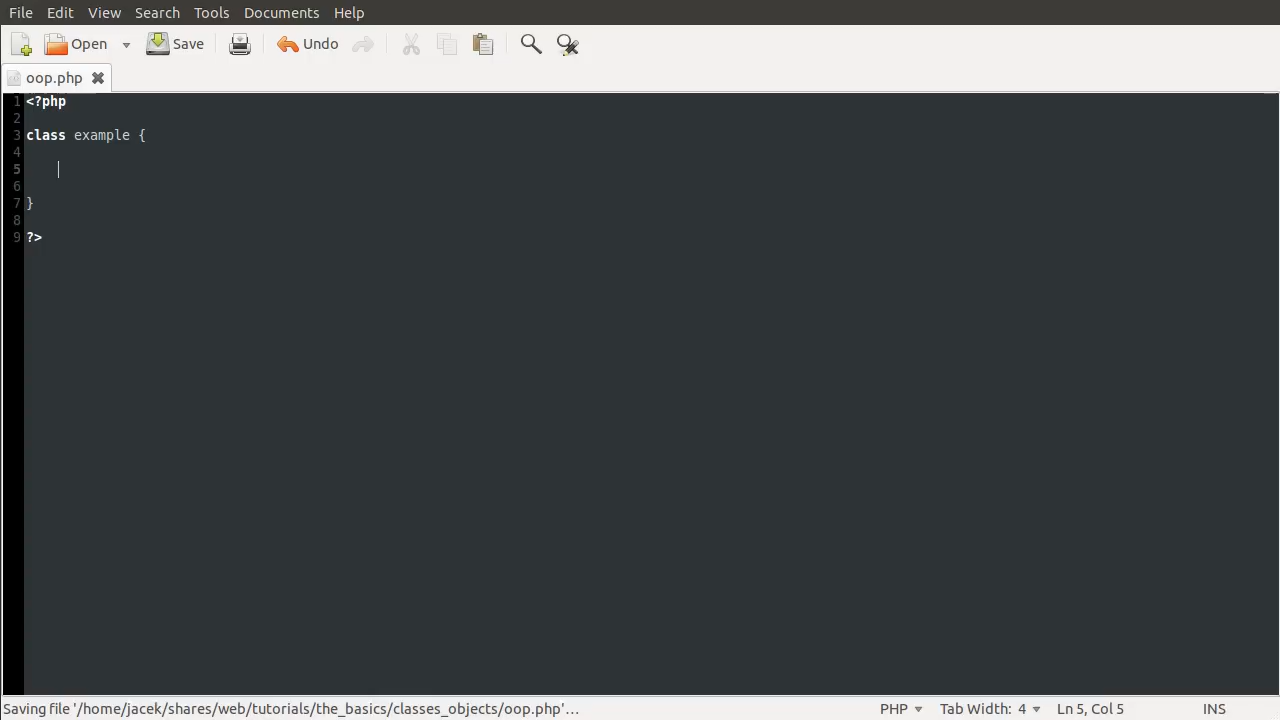 File Edit View Search Tools Documents Help
Open Save Undo
oop.php
1 <?php
2
3 class example {
4
5
6
7 }
8
9 ?>
Saving file '/home/jacek/shares/web/tutorials/the_basics/classes_objects/oop.php'… PHP Tab Width: 4 Ln 5, Col 5 INS